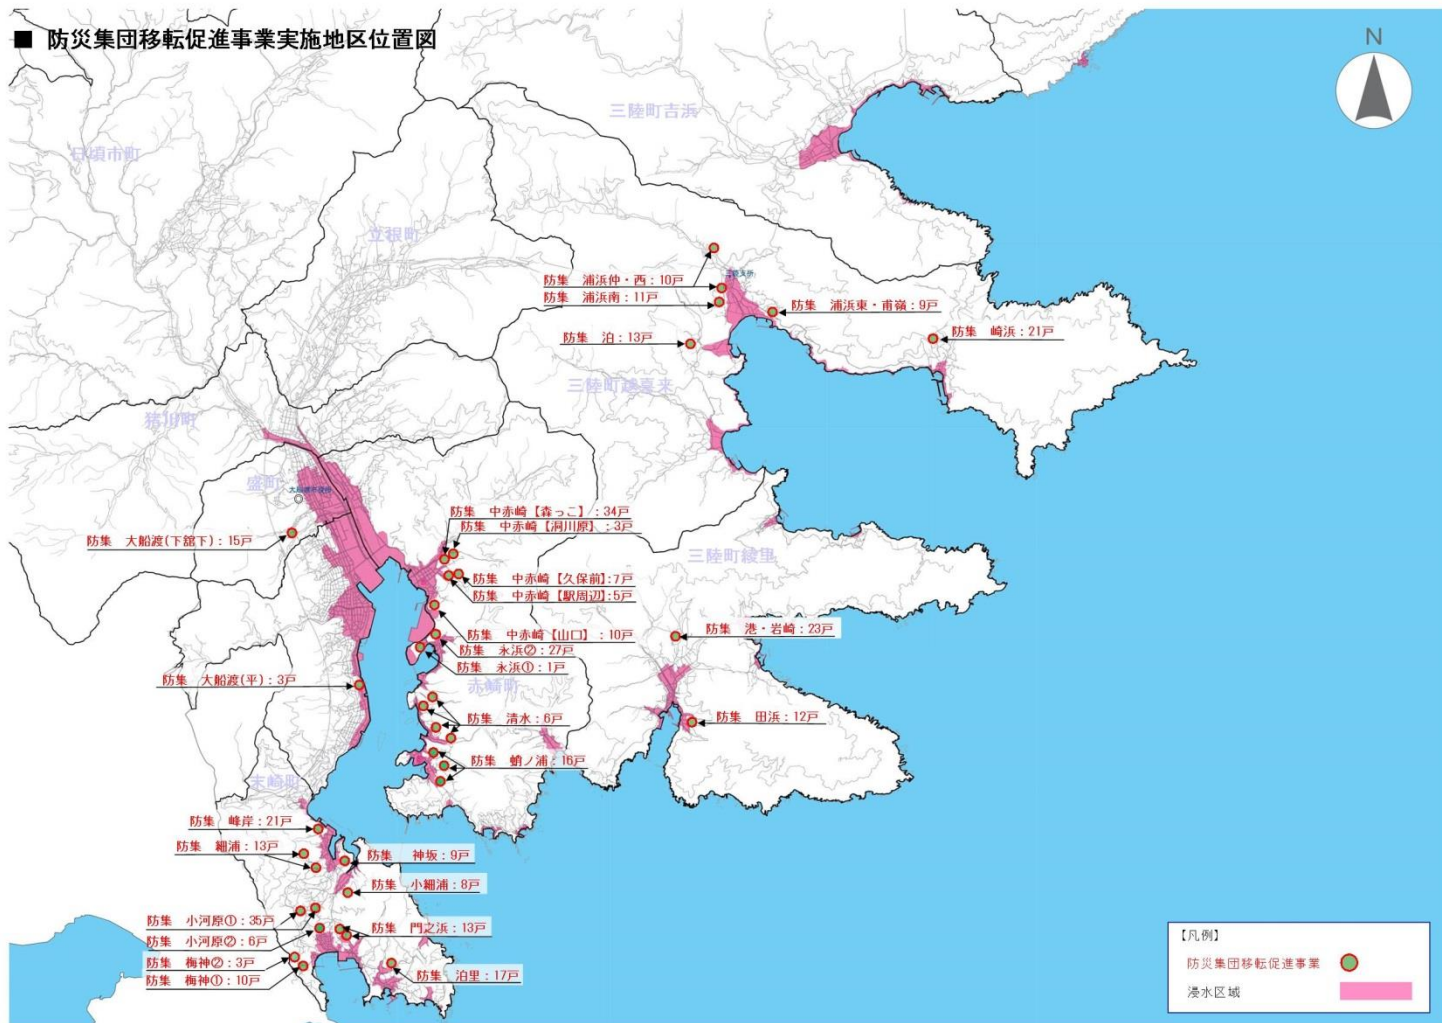 ■ 防災集団移転促進事業実施地区位置図
N
三陸町吉浜
日頃市町
立根町
三陸支所
防集　浦浜仲・西：10戸
防集　浦浜南：11戸
防集　浦浜東・甫嶺：9戸
防集　崎浜：21戸
防集　泊：13戸
三陸町越喜来
猪川町
盛町
大船渡市役所
防集　中赤崎【森っこ】：34戸
防集　中赤崎【洞川原】：3戸
防集　大船渡(下舘下)：15戸
三陸町綾里
防集　中赤崎【久保前】：7戸
防集　中赤崎【駅周辺】：5戸
防集　中赤崎【山口】：10戸
防集　港・岩崎：23戸
防集　永浜②：27戸
防集　永浜①：1戸
防集　大船渡(平)：3戸
赤崎町
防集　清水：6戸
防集　田浜：12戸
防集　蛸ノ浦：16戸
末崎町
防集　峰岸：21戸
防集　細浦：13戸
防集　神坂：9戸
防集　小細浦：8戸
防集　小河原①：35戸
防集　門之浜：13戸
防集　小河原②：6戸
防集　梅神②：3戸
防集　梅神①：10戸
防集　泊里：17戸
【凡例】
防災集団移転促進事業
浸水区域